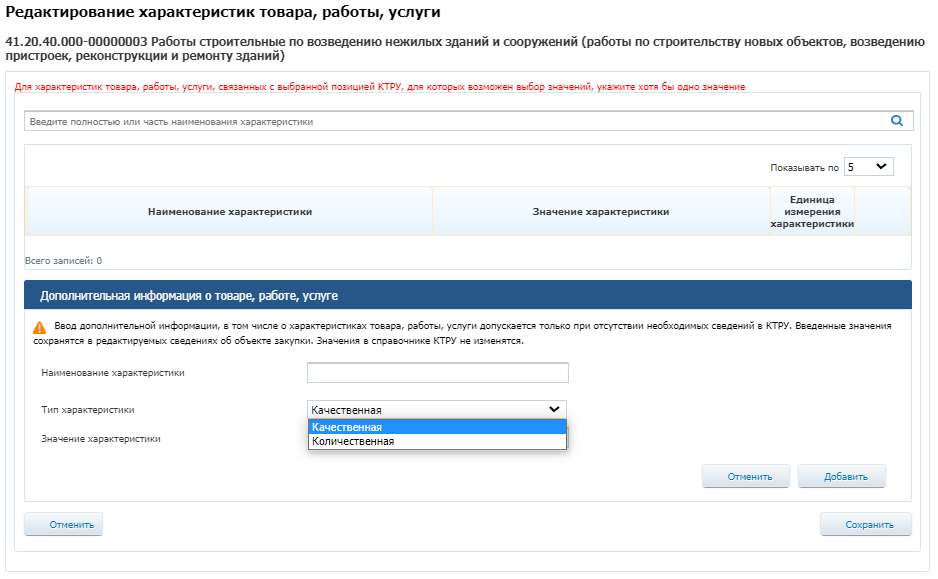 Редактирование характеристик товара, работы, услуги
41.20.40.000-00000003 Работы строительные по возведению нежилых зданий и сооружений (работы по строительству новых объектов, возведению
пристроек, реконструкции и ремонту зданий)
Для характеристик товара, работы, услуги, связанных с выбранной позицией КТРУ, для которых возможен выбор значений, укажите хотя бы одно значение
Введите полностью или часть наименования характеристики
Показывать по 5
Наименование характеристики
Значение характеристики
Единица
измерения
характеристики
Всего записей: 0
Дополнительная информация о товаре, работе, услуге
Ввод дополнительной информации, в том числе о характеристиках товара, работы, услуги допускается только при отсутствии необходимых сведений в КТРУ. Введенные значения
сохранятся в редактируемых сведениях об объекте закупки. Значения в справочнике КТРУ не изменятся.
Наименование характеристики
Тип характеристики
Качественная
Качественная
Количественная
Значение характеристики
Отменить
Добавить
Отменить
Сохранить